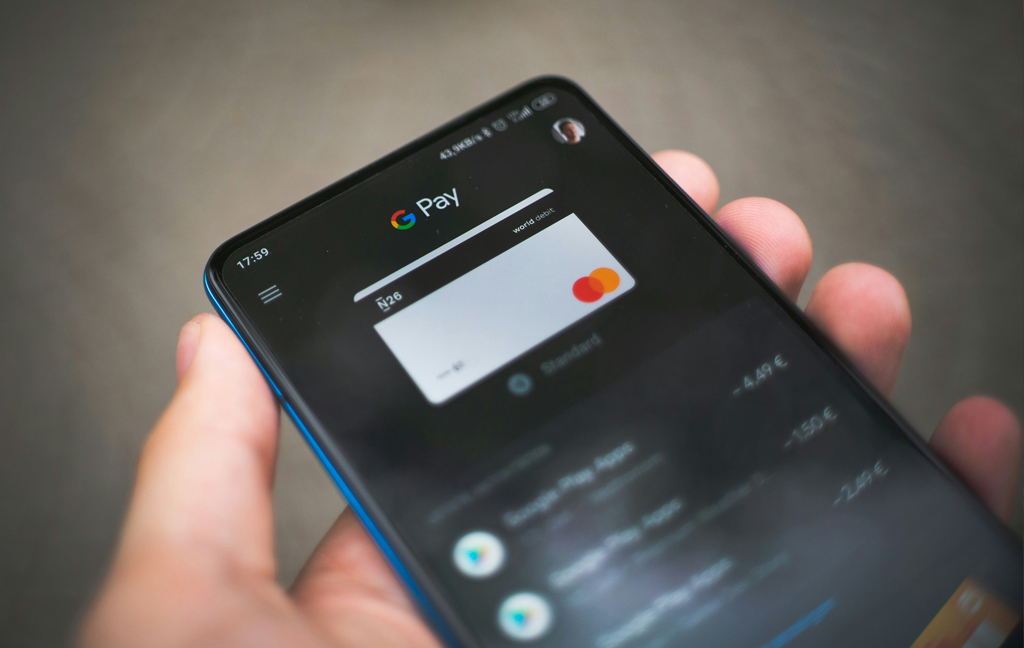 43,9KB/s
17:59
G Pay
N26
world debit
Standard
Google Play Apps
- 4,49 €
Google Play Apps
- 1,50 €
Google Play Apps
- 2,49 €